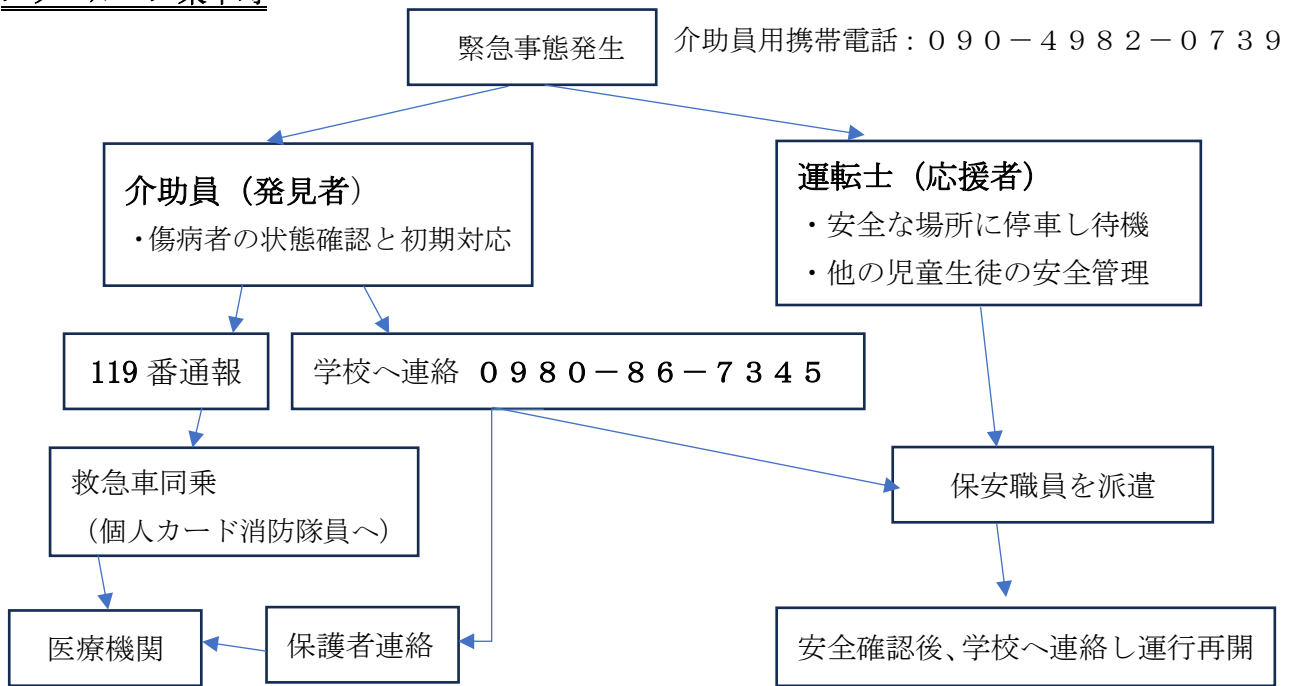 緊急事態発生
介助員用携帯電話：０９０－４９８２－０７３９
介助員（発見者）
・傷病者の状態確認と初期対応
運転士（応援者）
・安全な場所に停車し待機
・他の児童生徒の安全管理
119 番通報
学校へ連絡 ０９８０－８６－７３４５
救急車同乗
（個人カード消防隊員へ）
保安職員を派遣
医療機関
保護者連絡
安全確認後、学校へ連絡し運行再開